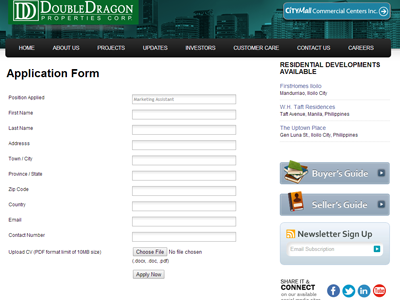 DOUBLEDRAGON
PROPERTIES CORP.
CITYMALL Commercial Centers Inc.
HOME ABOUT US PROJECTS UPDATES INVESTORS CUSTOMER CARE CONTACT US CAREERS
Application Form
Position Applied Marketing Assistant
First Name
Last Name
Addresss
Town / City
Province / State
Zip Code
Country
Email
Contact Number
Upload CV (PDF format limit of 10MB size) Choose File No file chosen
(.docx, .doc, .pdf)
Apply Now
RESIDENTIAL DEVELOPMENTS
AVAILABLE
FirstHomes Iloilo
Mandurriao, Iloilo City
W.H. Taft Residences
Taft Avenue, Manila, Philippines
The Uptown Place
Gen Luna St., Iloilo City, Philippines
Buyer's Guide
Seller's Guide
Newsletter Sign Up
Email Subscription
SHARE IT &
CONNECT
on our available